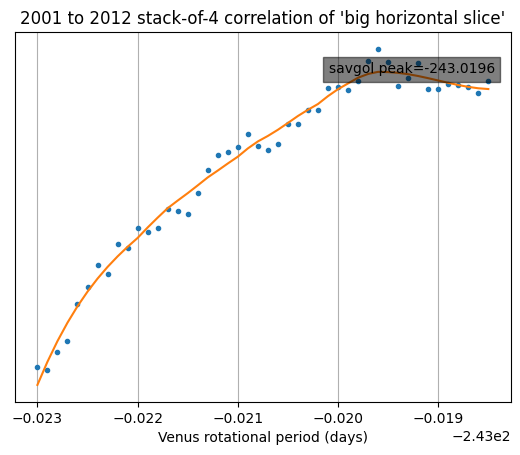 2001 to 2012 stack-of-4 correlation of 'big horizontal slice'
savgol peak=-243.0196
−0.023 −0.022 −0.021 −0.020 −0.019
Venus rotational period (days) −2.43e2